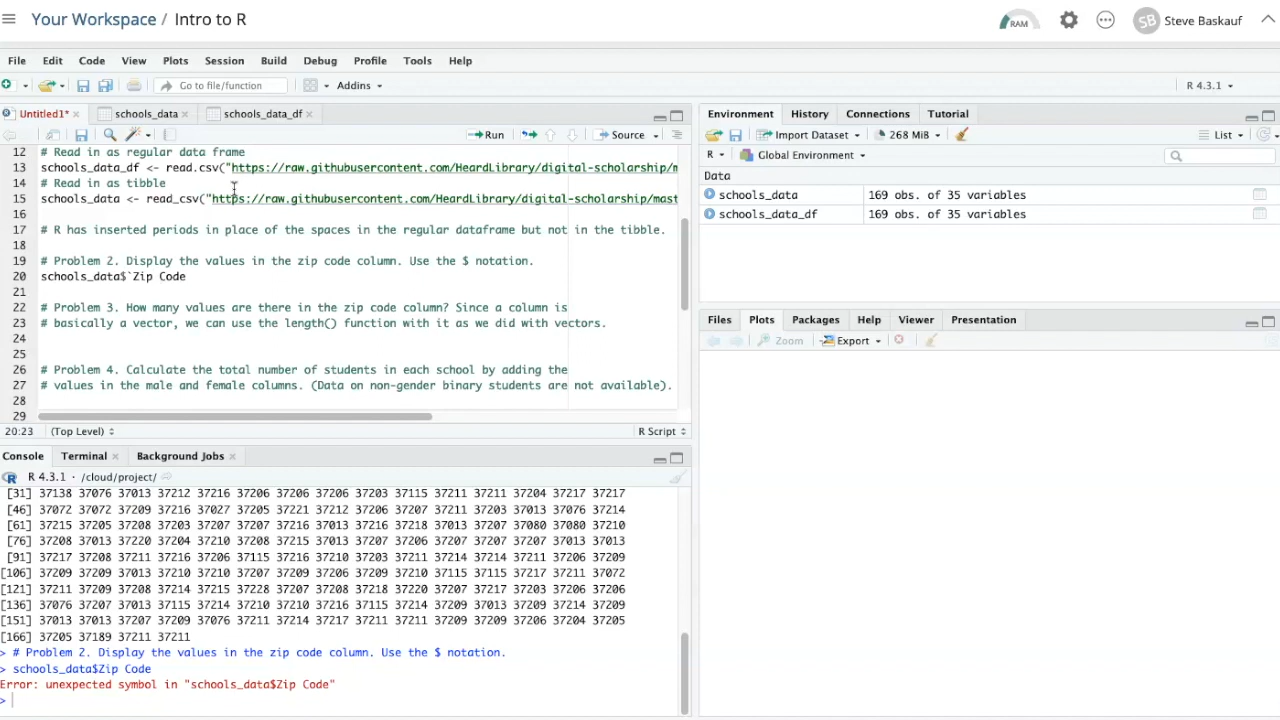 Your Workspace / Intro to R
RAM
SB Steve Baskauf
File Edit Code View Plots Session Build Debug Profile Tools Help
Go to file/function Addins R 4.3.1
Untitled1* × schools_data × schools_data_df ×
Run Source
12 # Read in as regular data frame
13 schools_data_df <- read.csv("https://raw.githubusercontent.com/HeardLibrary/digital-scholarship/m
14 # Read in as tibble
15 schools_data <- read_csv("https://raw.githubusercontent.com/HeardLibrary/digital-scholarship/mast
16
17 # R has inserted periods in place of the spaces in the regular dataframe but not in the tibble.
18
19 # Problem 2. Display the values in the zip code column. Use the $ notation.
20 schools_data$`Zip Code
21
22 # Problem 3. How many values are there in the zip code column? Since a column is
23 # basically a vector, we can use the length() function with it as we did with vectors.
24
25
26 # Problem 4. Calculate the total number of students in each school by adding the
27 # values in the male and female columns. (Data on non-gender binary students are not available).
28
29
20:23 (Top Level) R Script
Console Terminal × Background Jobs ×
R 4.3.1 · /cloud/project/
[31] 37138 37076 37013 37212 37216 37206 37206 37206 37203 37115 37211 37211 37204 37217 37217
[46] 37072 37072 37209 37216 37027 37205 37221 37212 37206 37207 37211 37203 37013 37076 37214
[61] 37215 37205 37208 37203 37207 37207 37216 37013 37216 37218 37013 37207 37080 37080 37210
[76] 37208 37013 37220 37204 37210 37208 37215 37013 37207 37206 37207 37207 37207 37013 37013
[91] 37217 37208 37211 37216 37206 37115 37216 37210 37203 37211 37214 37214 37211 37206 37209
[106] 37209 37209 37013 37210 37210 37207 37209 37206 37209 37210 37115 37115 37217 37211 37072
[121] 37211 37209 37208 37214 37215 37228 37207 37208 37218 37220 37207 37217 37203 37206 37206
[136] 37076 37207 37013 37115 37214 37210 37210 37216 37115 37214 37209 37013 37209 37214 37209
[151] 37013 37013 37207 37209 37076 37211 37214 37217 37211 37211 37209 37209 37206 37204 37205
[166] 37205 37189 37211 37211
> # Problem 2. Display the values in the zip code column. Use the $ notation.
> schools_data$Zip Code
Error: unexpected symbol in "schools_data$Zip Code"
>
Environment History Connections Tutorial
Import Dataset 268 MiB List
R Global Environment
Data
schools_data 169 obs. of 35 variables
schools_data_df 169 obs. of 35 variables
Files Plots Packages Help Viewer Presentation
Zoom Export